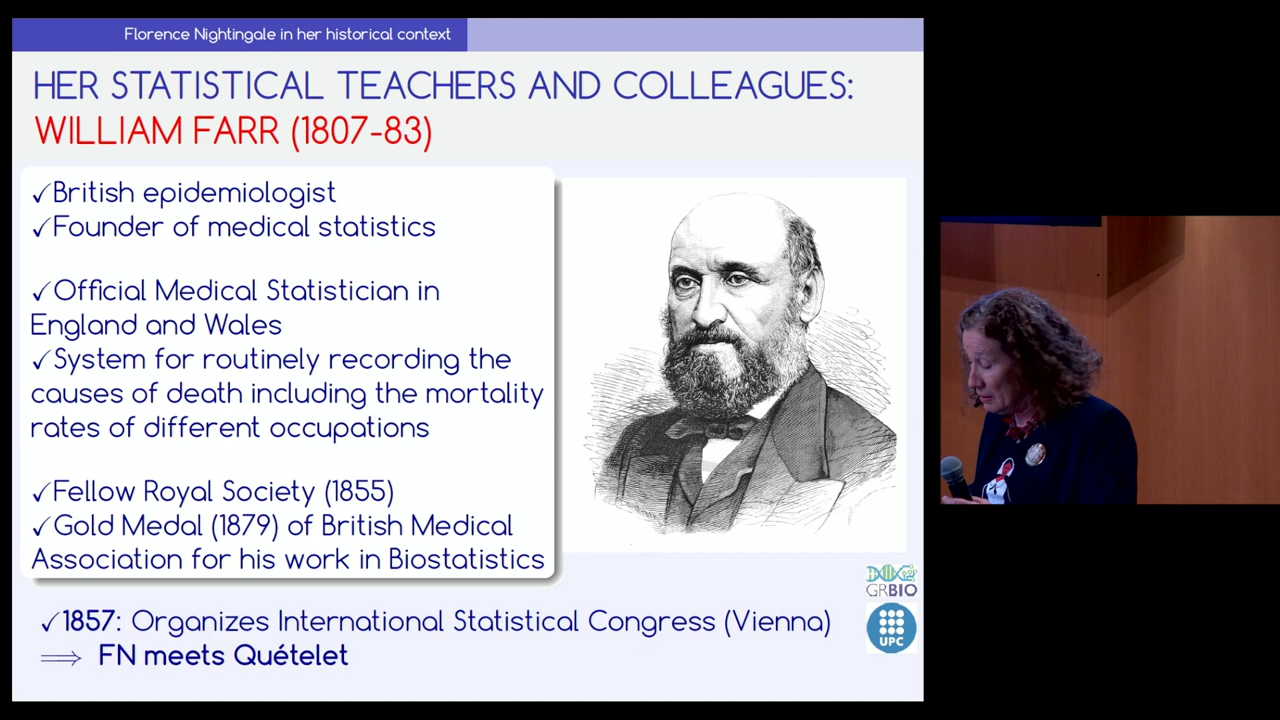 Florence Nightingale in her historical context
HER STATISTICAL TEACHERS AND COLLEAGUES:
WILLIAM FARR (1807-83)
✓British epidemiologist
✓Founder of medical statistics
✓Official Medical Statistician in
England and Wales
✓System for routinely recording the
causes of death including the mortality
rates of different occupations
✓Fellow Royal Society (1855)
✓Gold Medal (1879) of British Medical
Association for his work in Biostatistics
GRBIO
UPC
✓1857: Organizes International Statistical Congress (Vienna)
⟹ FN meets Quételet